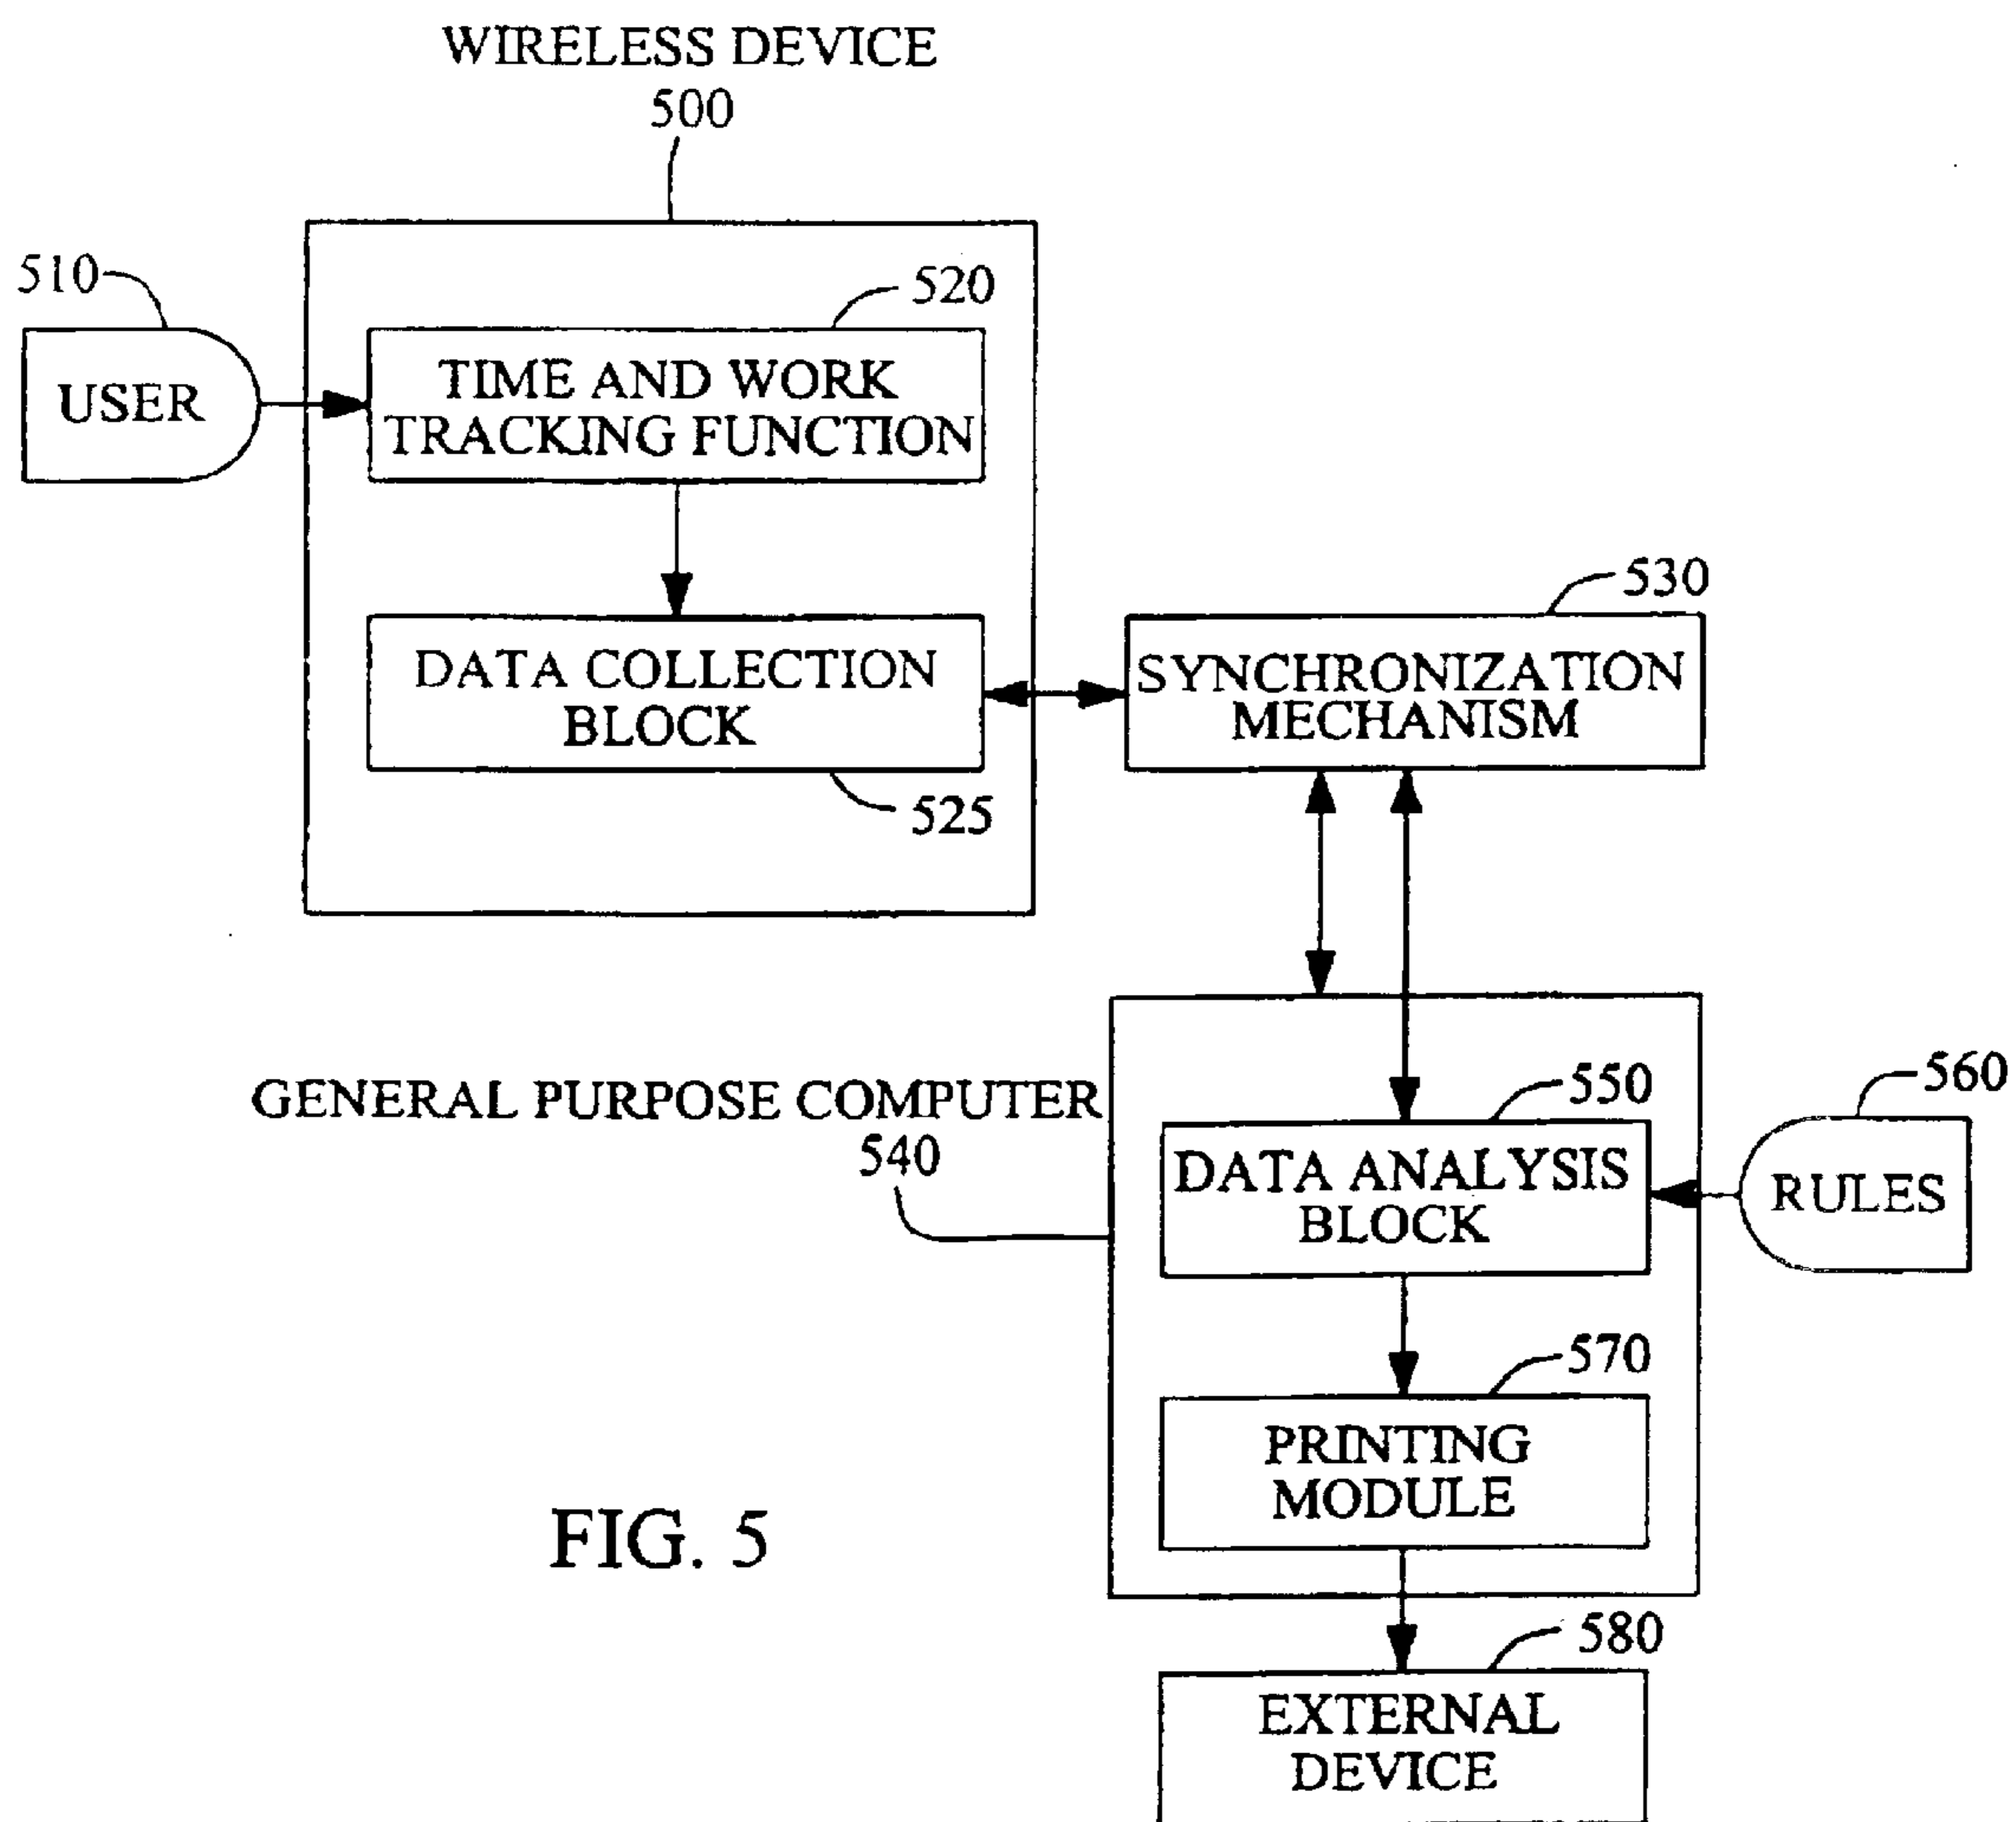 WIRELESS DEVICE
500
510
520
USER
TIME AND WORK
TRACKING FUNCTION
530
DATA COLLECTION
BLOCK
SYNCHRONIZATION
MECHANISM
525
GENERAL PURPOSE COMPUTER
540
550
560
DATA ANALYSIS
BLOCK
RULES
570
PRINTING
MODULE
FIG. 5
580
EXTERNAL
DEVICE